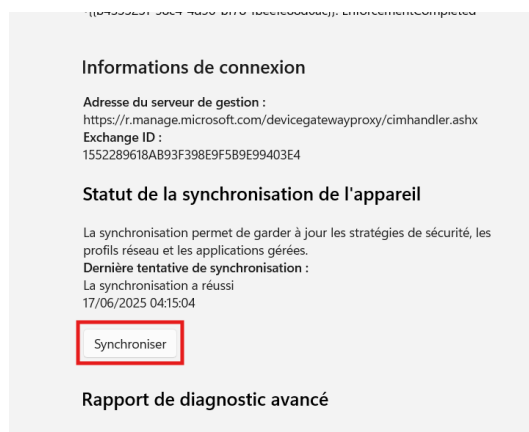 Informations de connexion
Adresse du serveur de gestion :
https://r.manage.microsoft.com/devicegatewayproxy/cimhandler.ashx
Exchange ID :
1552289618AB93F398E9F5B9E99403E4
Statut de la synchronisation de l'appareil
La synchronisation permet de garder à jour les stratégies de sécurité, les
profils réseau et les applications gérées.
Dernière tentative de synchronisation :
La synchronisation a réussi
17/06/2025 04:15:04
Synchroniser
Rapport de diagnostic avancé